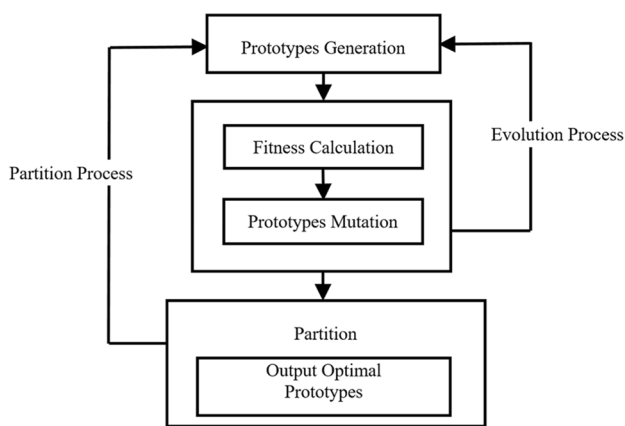 Prototypes Generation
Fitness Calculation
Evolution Process
Partition Process
Prototypes Mutation
Partition
Output Optimal
Prototypes